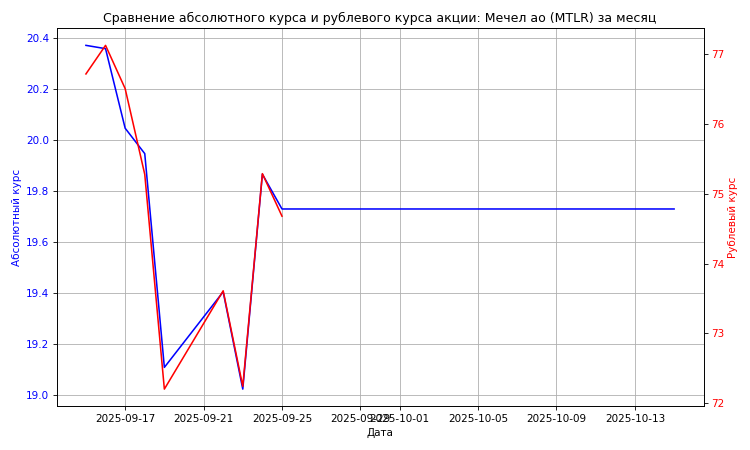 Сравнение абсолютного курса и рублевого курса акции: Мечел ао (MTLR) за месяц
20.4
20.2
20.0
19.8
19.6
19.4
19.2
19.0
Абсолютный курс
77
76
75
74
73
72
Рублевый курс
2025-09-17 2025-09-21 2025-09-25 2025-09-29 2025-10-01 2025-10-05 2025-10-09 2025-10-13
Дата